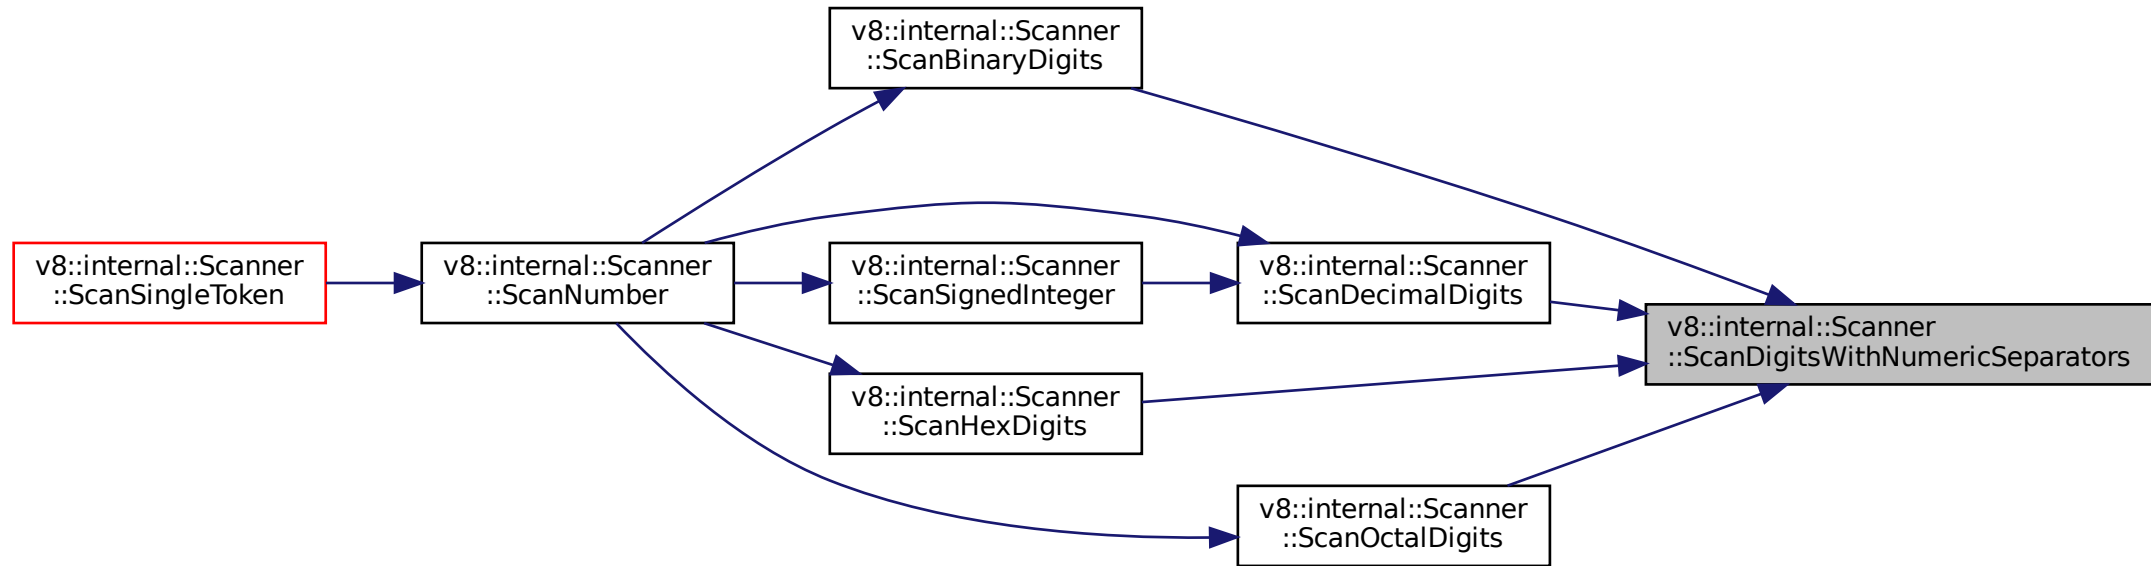 v8::internal::Scanner
::ScanBinaryDigits
v8::internal::Scanner
::ScanSingleToken
v8::internal::Scanner
::ScanNumber
v8::internal::Scanner
::ScanSignedInteger
v8::internal::Scanner
::ScanDecimalDigits
v8::internal::Scanner
::ScanDigitsWithNumericSeparators
v8::internal::Scanner
::ScanHexDigits
v8::internal::Scanner
::ScanOctalDigits